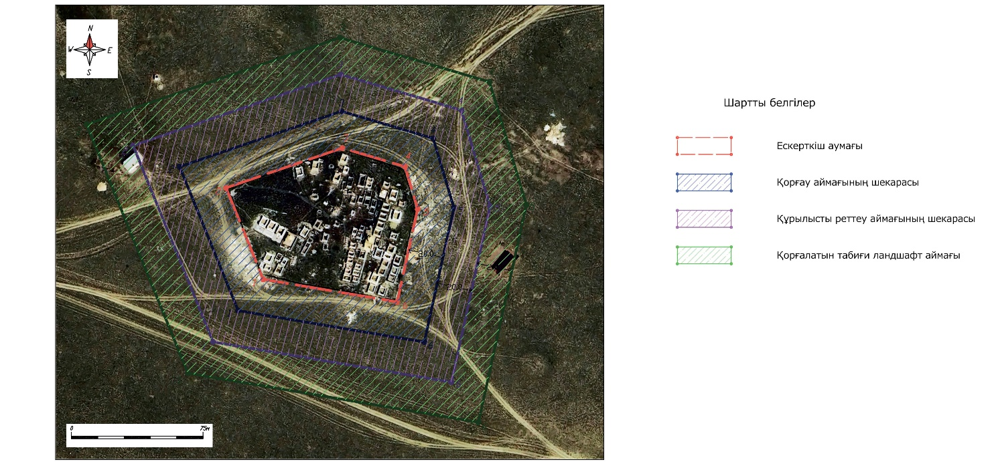 N
W E
S
Шартты белгілер
Ескерткіш аумағы
Қорғау аймағының шекарасы
Құрылысты реттеу аймағының шекарасы
Қорғалатын табиғи ландшафт аймағы
20.0
20.0
0 75м